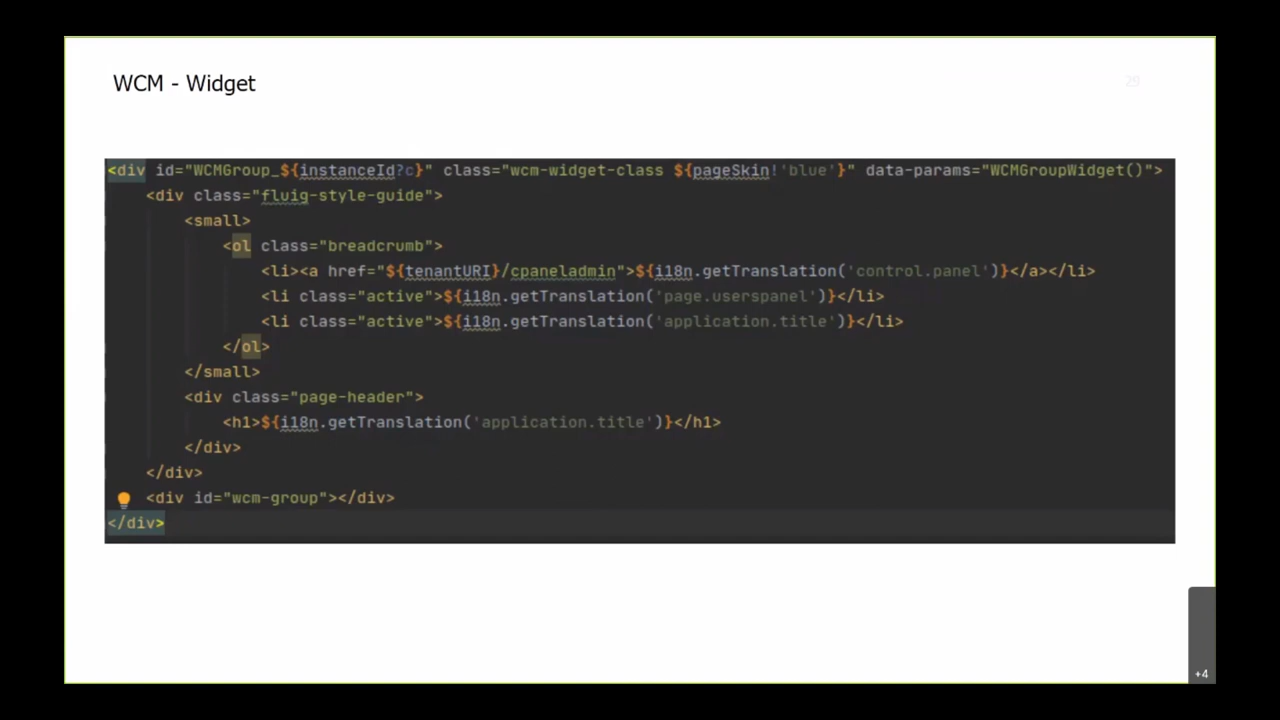 WCM - Widget
29
<div id="WCMGroup_${instanceId?c}" class="wcm-widget-class ${pageSkin!'blue'}" data-params="WCMGroupWidget()">
<div class="fluig-style-guide">
<small>
<ol class="breadcrumb">
<li><a href="${tenantURI}/cpaneladmin">${i18n.getTranslation('control.panel')}</a></li>
<li class="active">${i18n.getTranslation('page.userspanel')}</li>
<li class="active">${i18n.getTranslation('application.title')}</li>
</ol>
</small>
<div class="page-header">
<h1>${i18n.getTranslation('application.title')}</h1>
</div>
</div>
<div id="wcm-group"></div>
</div>
+4